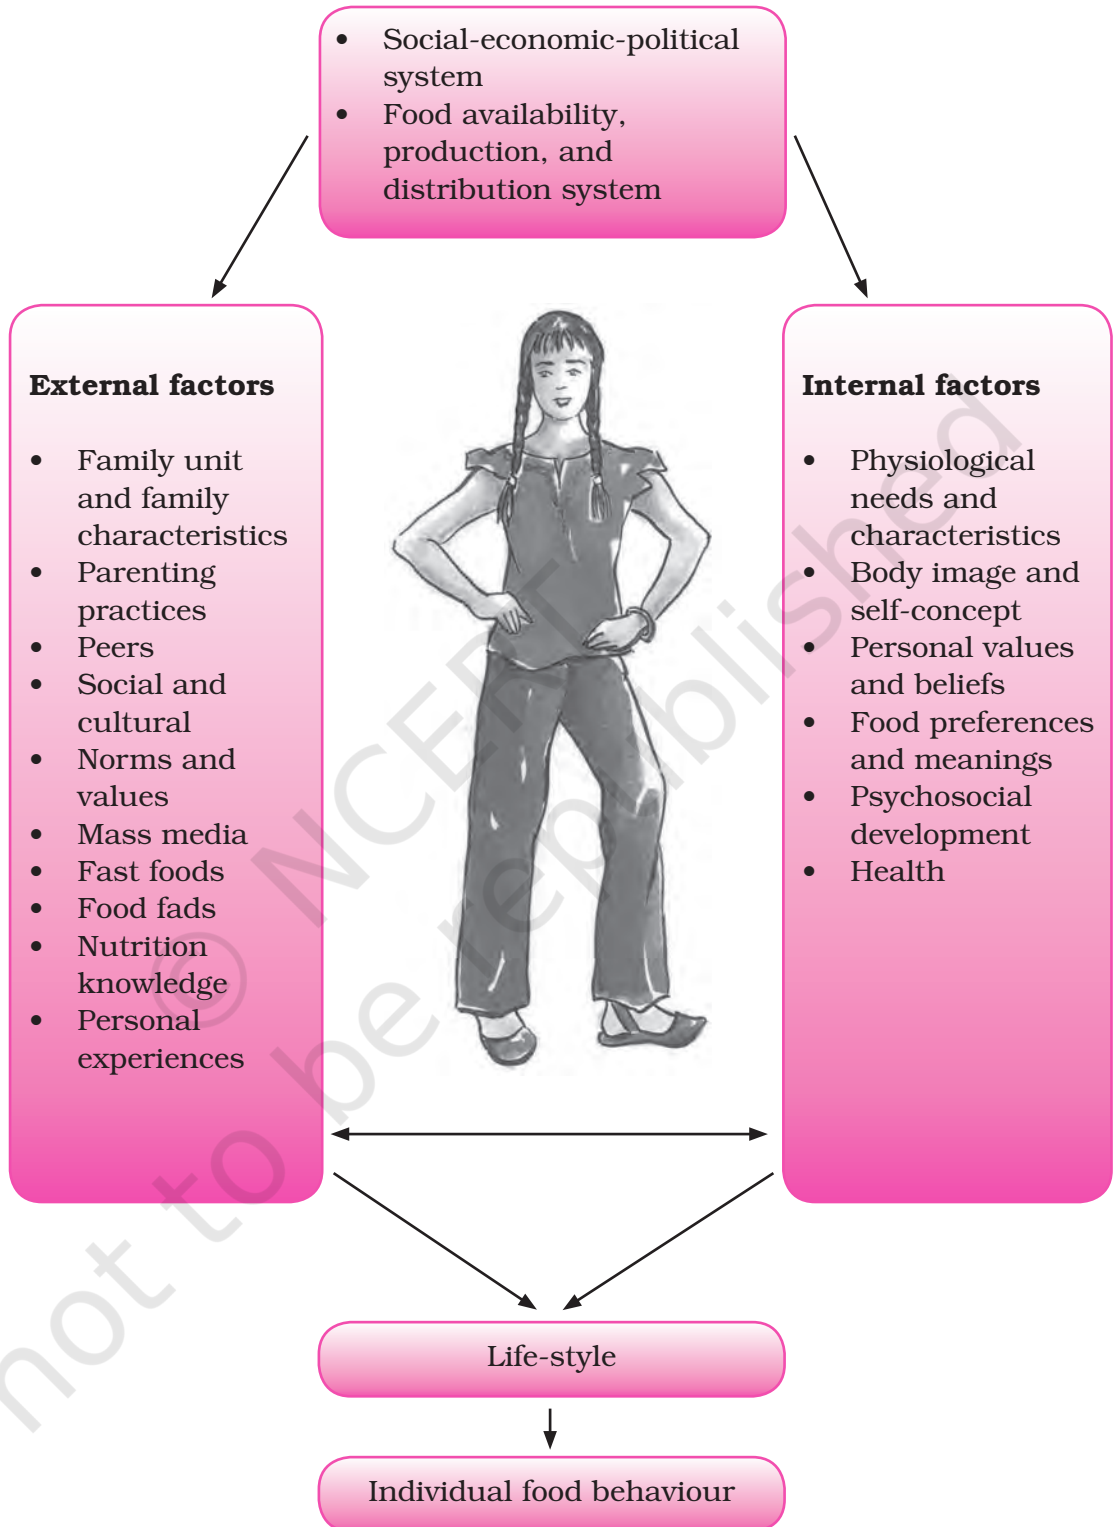 • Social-economic-political
system
• Food availability,
production, and
distribution system
External factors
• Family unit
and family
characteristics
• Parenting
practices
• Peers
• Social and
cultural
• Norms and
values
• Mass media
• Fast foods
• Food fads
• Nutrition
knowledge
• Personal
experiences
Internal factors
• Physiological
needs and
characteristics
• Body image and
self-concept
• Personal values
and beliefs
• Food preferences
and meanings
• Psychosocial
development
• Health
Life-style
Individual food behaviour
© NCERT
not to be republished